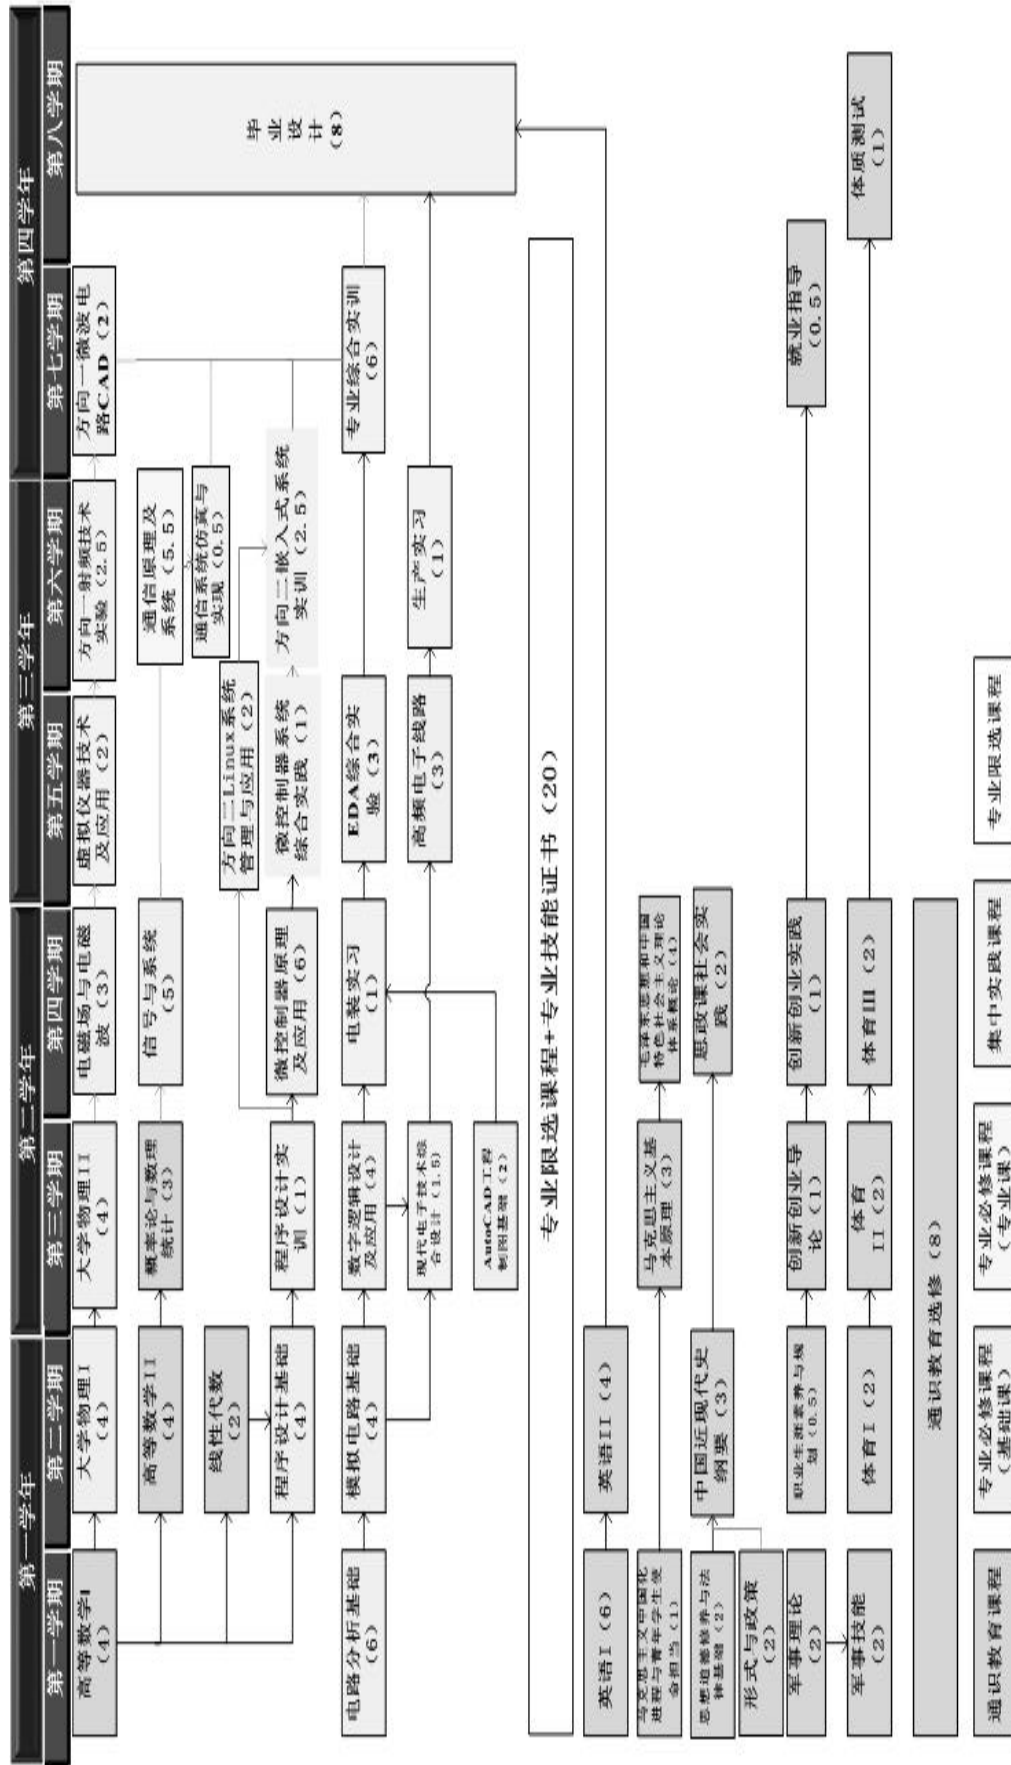 第一学年
第二学年
第三学年
第四学年
第一学期
第二学期
第三学期
第四学期
第五学期
第六学期
第七学期
第八学期
高等数学I
(4)
大学物理I
(4)
大学物理II
(4)
电磁场与电磁
波(3)
虚拟仪器技术
及应用(2)
方向一射频技术
实验(2.5)
方向一微波电
路CAD(2)
毕
业
设
计
(8)
高等数学II
(4)
概率论与数理
统计(3)
信号与系统
(5)
通信原理及
系统(5.5)
线性代数
(2)
通信系统仿真与
实现(0.5)
方向二Linux系统
管理与应用(2)
程序设计基础
(4)
程序设计实
训(1)
微控制器原理
及应用(6)
微控制器系统
综合实践(1)
方向二嵌入式系统
实训(2.5)
电路分析基础
(6)
模拟电路基础
(4)
数字逻辑设计
及应用(4)
电装实习
(1)
EDA综合实
验(3)
专业综合实训
(6)
现代电子技术综
合设计(1.5)
高频电子线路
(3)
生产实习
(1)
AutoCAD工程
制图基础(2)
专业限选课程+专业技能证书(20)
英语I(6)
英语II(4)
马克思主义中国化
进程与青年学生使
命担当(1)
马克思主义基
本原理(3)
毛泽东思想和中国
特色社会主义理论
体系概论(4)
思想道德修养与法
律基础(2)
中国近现代史
纲要(3)
思政课社会实
践(2)
形式与政策
(2)
军事理论
(2)
职业生涯素养与规
划(0.5)
创新创业导
论(1)
创新创业实践
(1)
就业指导
(0.5)
军事技能
(2)
体育I(2)
体育
II(2)
体育III(2)
体质测试
(1)
通识教育选修(8)
通识教育课程
专业必修课程
(基础课)
专业必修课程
(专业课)
集中实践课程
专业限选课程